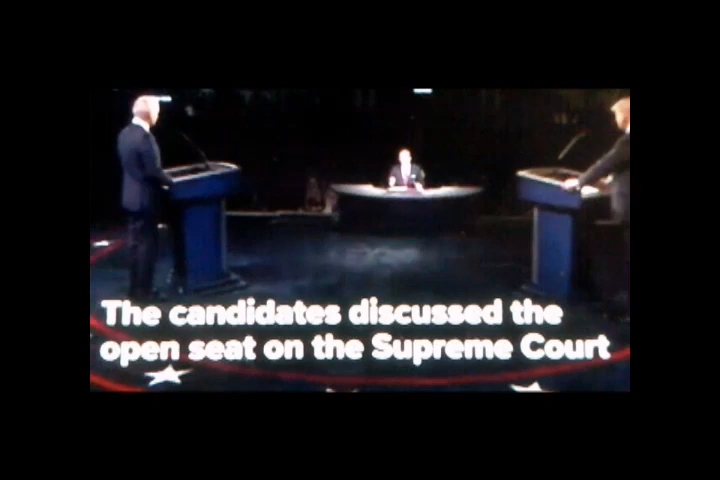 The candidates discussed the
open seat on the Supreme Court